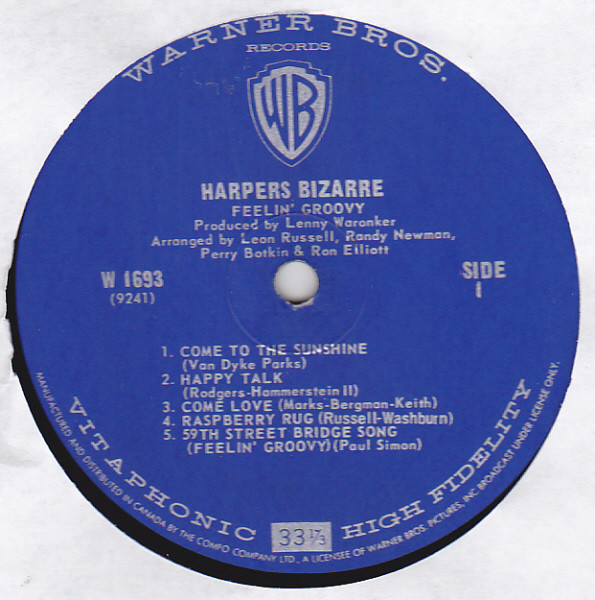 WARNER BROS.
RECORDS
WB
HARPERS BIZARRE
FEELIN' GROOVY
Produced by Lenny Waronker
Arranged by Leon Russell, Randy Newman,
Perry Botkin & Ron Elliott
W 1693
(9241)
SIDE
1
1. COME TO THE SUNSHINE
(Van Dyke Parks)
2. HAPPY TALK
(Rodgers-Hammerstein II)
3. COME LOVE (Marks-Bergman-Keith)
4. RASPBERRY RUG (Russell-Washburn)
5. 59TH STREET BRIDGE SONG
(FEELIN' GROOVY) (Paul Simon)
VITAPHONIC HIGH FIDELITY
33 1/3
MANUFACTURED AND DISTRIBUTED IN CANADA BY THE COMPO COMPANY LTD., A LICENSEE OF WARNER BROS. PICTURES, INC. BROADCAST UNDER LICENSE ONLY.